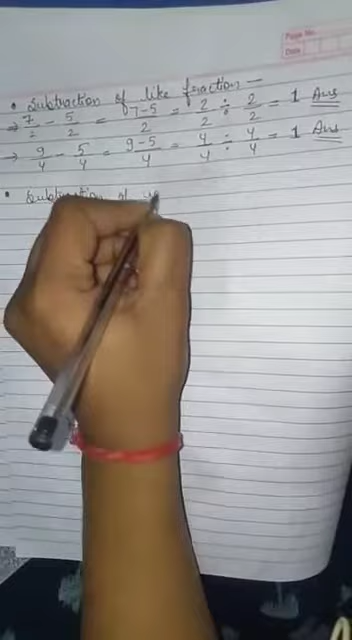 Page No.
Date
• Subtraction of like fraction —
→ 7/2 - 5/2 = 7-5/2 = 2/2 ÷ 2/2 = 1 Ans
→ 9/4 - 5/4 = 9-5/4 = 4/4 ÷ 4/4 = 1 Ans
• Subtraction of